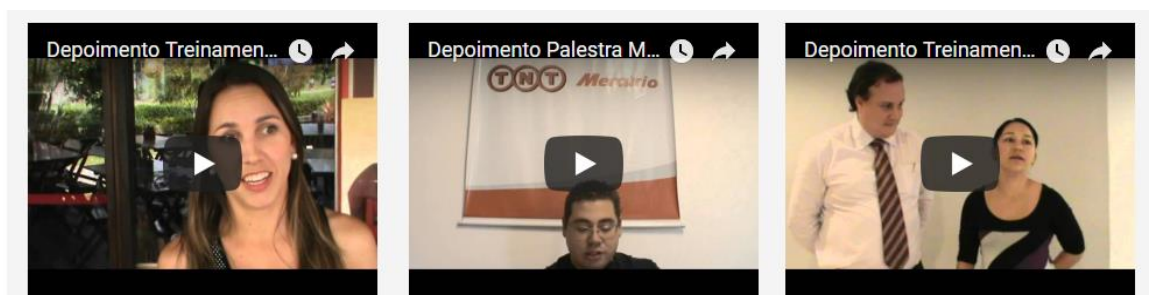 Depoimento Treinamen...
Depoimento Palestra M...
Depoimento Treinamen...
TNT Mercúrio